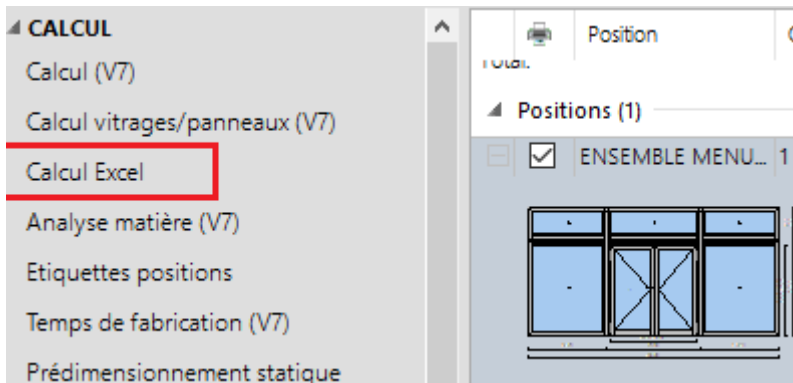 CALCUL
Calcul (V7)
Calcul vitrages/panneaux (V7)
Calcul Excel
Analyse matière (V7)
Etiquettes positions
Temps de fabrication (V7)
Prédimensionnement statique
Position
Total:
Positions (1)
ENSEMBLE MENU... 1